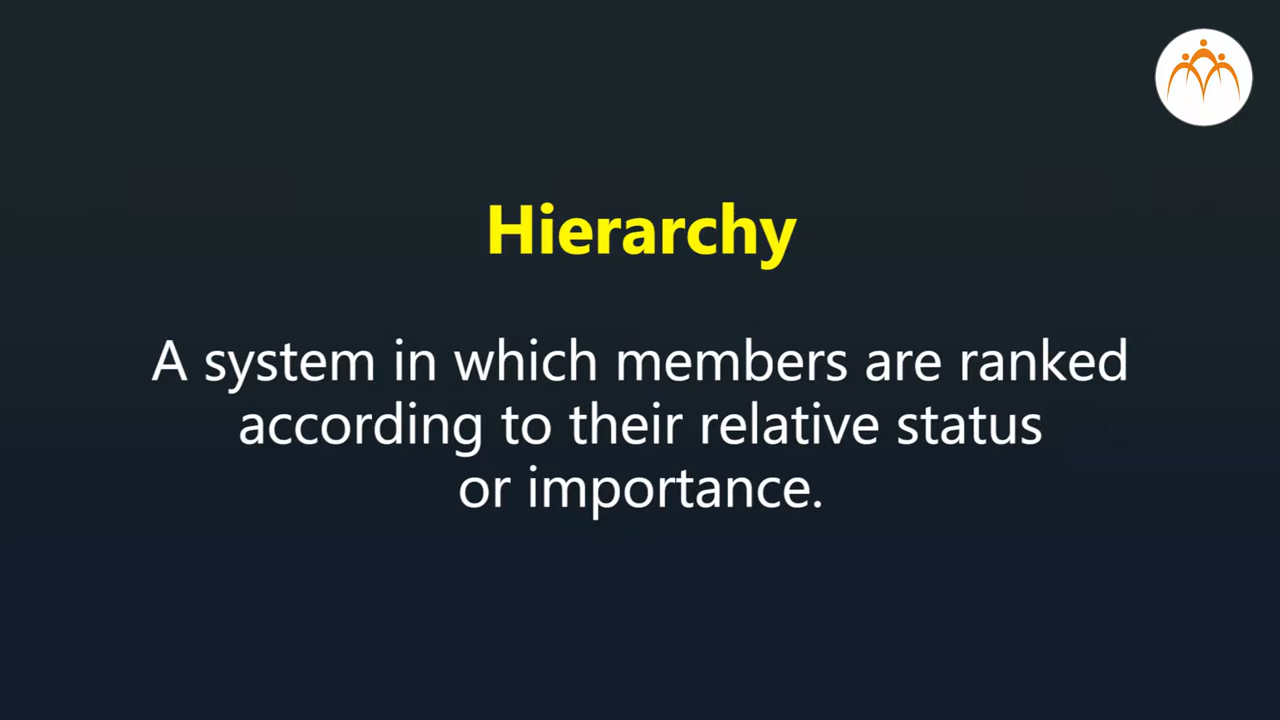 Hierarchy
A system in which members are ranked
according to their relative status
or importance.